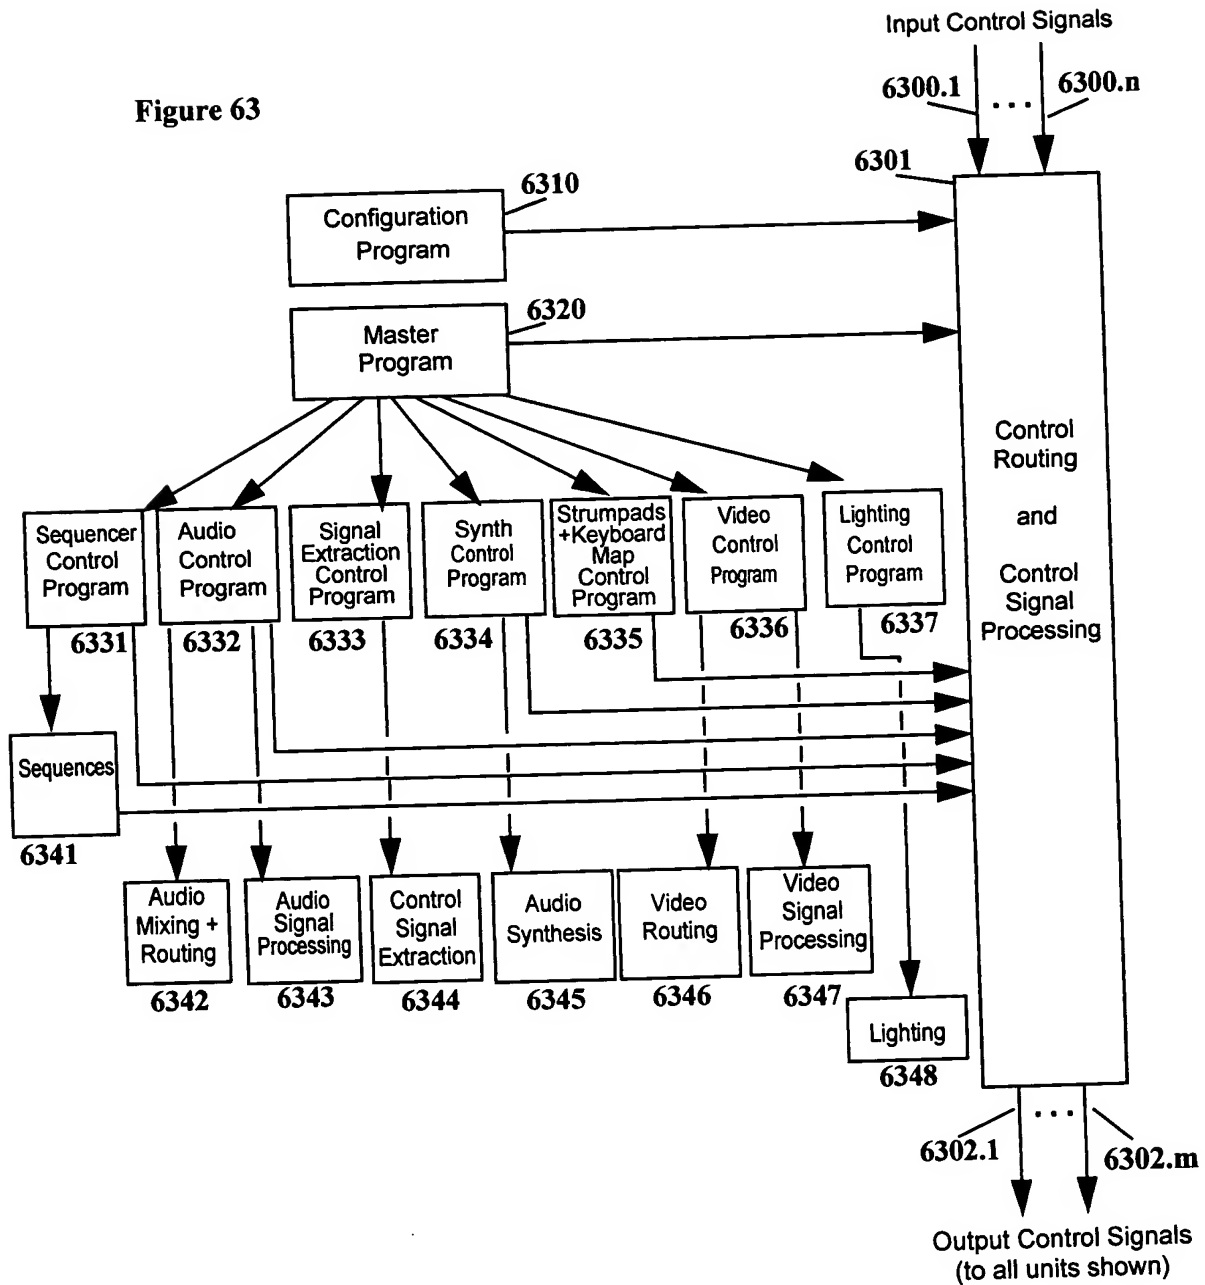 Input Control Signals
6300.1
...
6300.n
Figure 63
6301
6310
Configuration
Program
6320
Master
Program
Control
Routing
and
Control
Signal
Processing
Sequencer
Control
Program
Audio
Control
Program
Signal
Extraction
Control
Program
Synth
Control
Program
Strumpads
+Keyboard
Map
Control
Program
Video
Control
Program
Lighting
Control
Program
6331
6332
6333
6334
6335
6336
6337
Sequences
6341
Audio
Mixing +
Routing
Audio
Signal
Processing
Control
Signal
Extraction
Audio
Synthesis
Video
Routing
Video
Signal
Processing
6342
6343
6344
6345
6346
6347
Lighting
6348
6302.1
...
6302.m
Output Control Signals
(to all units shown)